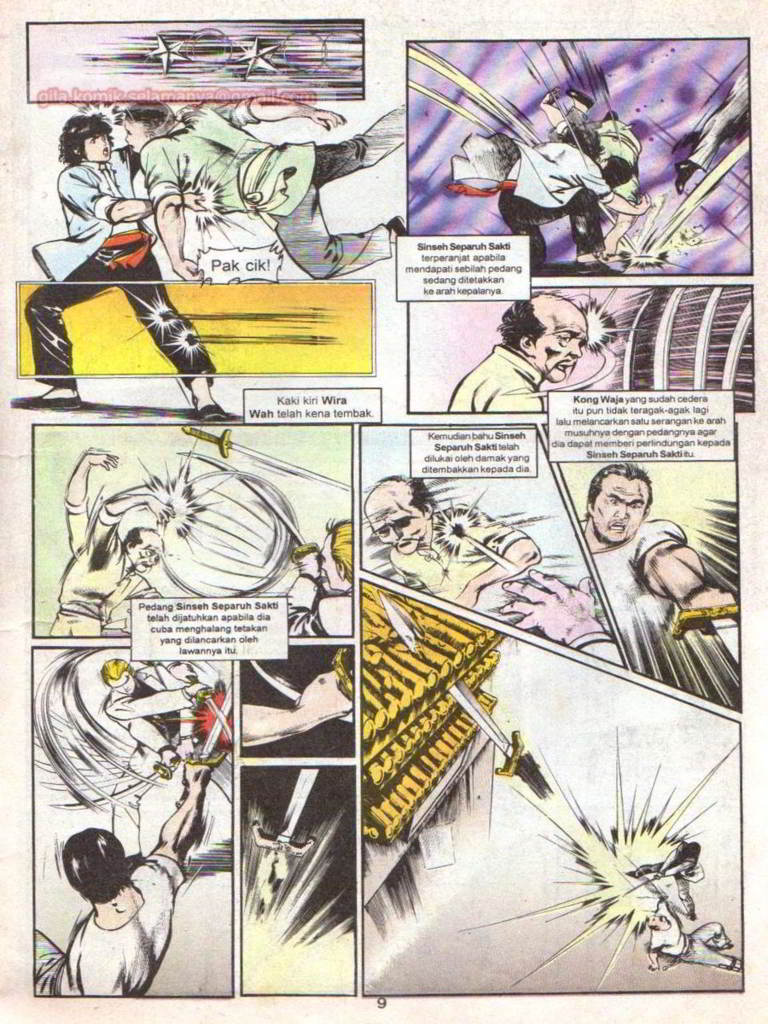 gila.komik.selamanya@gmail.com
Pak cik!
Sinseh Separuh Sakti
terperanjat apabila
mendapati sebilah pedang
sedang ditetakkan
ke arah kepalanya.
Kaki kiri Wira
Wah telah kena tembak.
Kong Waja yang sudah cedera
itu pun tidak teragak-agak lagi
lalu melancarkan satu serangan ke arah
musuhnya dengan pedangnya agar
dia dapat memberi perlindungan kepada
Sinseh Separuh Sakti itu.
Kemudian bahu Sinseh
Separuh Sakti telah
dilukai oleh damak yang
ditembakkan kepada dia.
Pedang Sinseh Separuh Sakti
telah dijatuhkan apabila dia
cuba menghalang tetakan
yang dilancarkan oleh
lawannya itu.
9